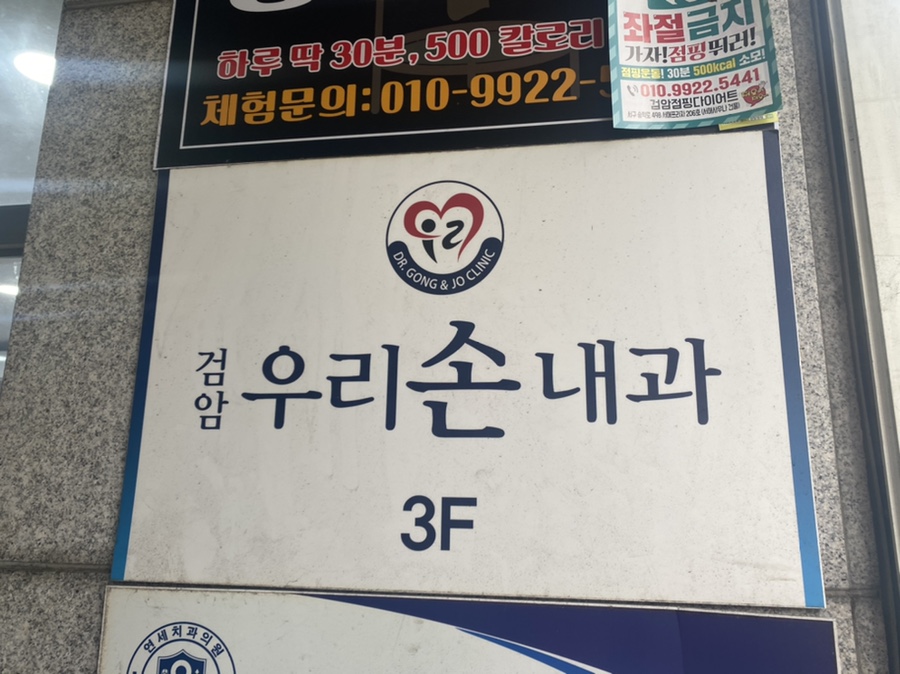 하루 딱 30분, 500 칼로리
체험문의: 010-9922-
좌절금지
가자! 점핑 뛰러!
점핑운동! 30분 500kcal 소모!
010.9922.5441
검암점핑다이어트
우리
DR. GONG & JO CLINIC
검암 우리손내과
3F
연세치과의원